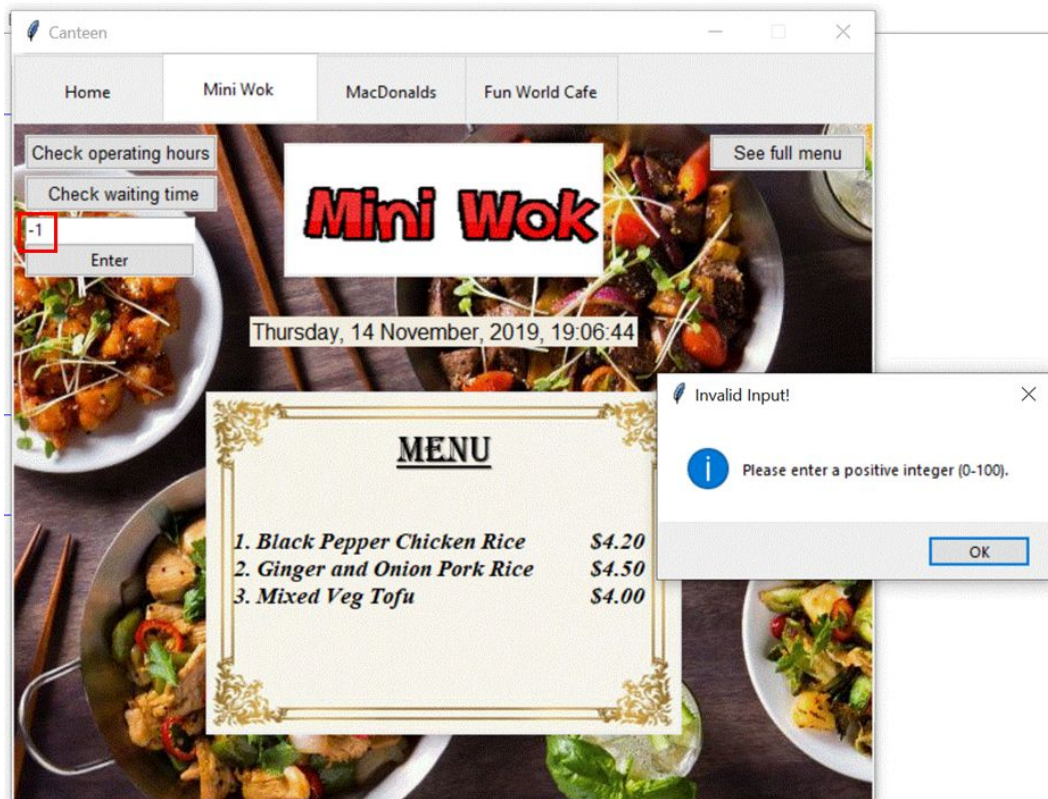 Canteen
Home
Mini Wok
MacDonalds
Fun World Cafe
Check operating hours
See full menu
Check waiting time
-1
Enter
Mini Wok
Thursday, 14 November, 2019, 19:06:44
Invalid Input!
Please enter a positive integer (0-100).
OK
MENU
1. Black Pepper Chicken Rice $4.20
2. Ginger and Onion Pork Rice $4.50
3. Mixed Veg Tofu $4.00